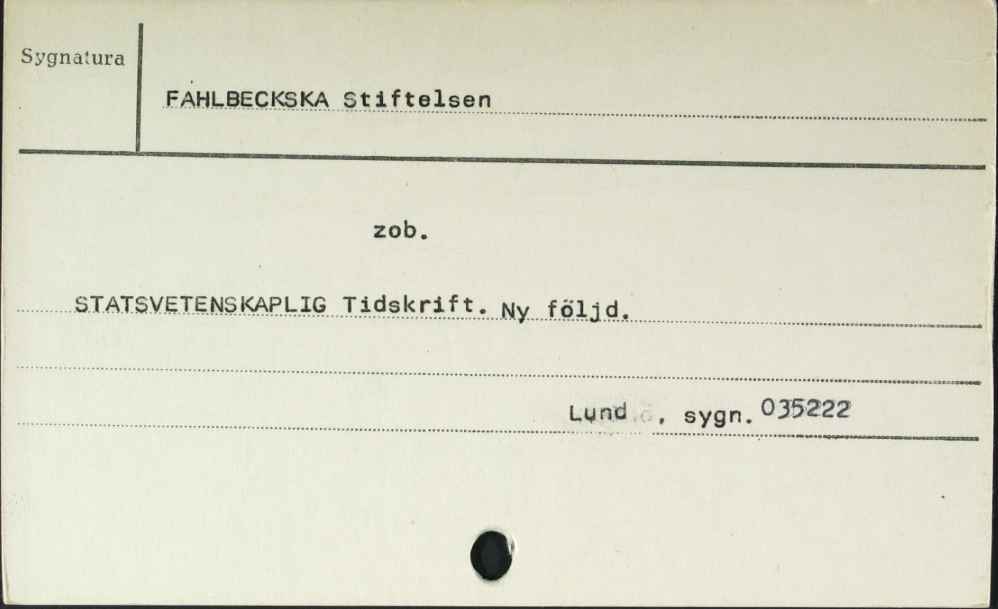 Sygnatura
FAHLBECKSKA Stiftelsen
zob.
STATSVETENSKAPLIG Tidskrift. Ny följd.
Lund, sygn. 035222